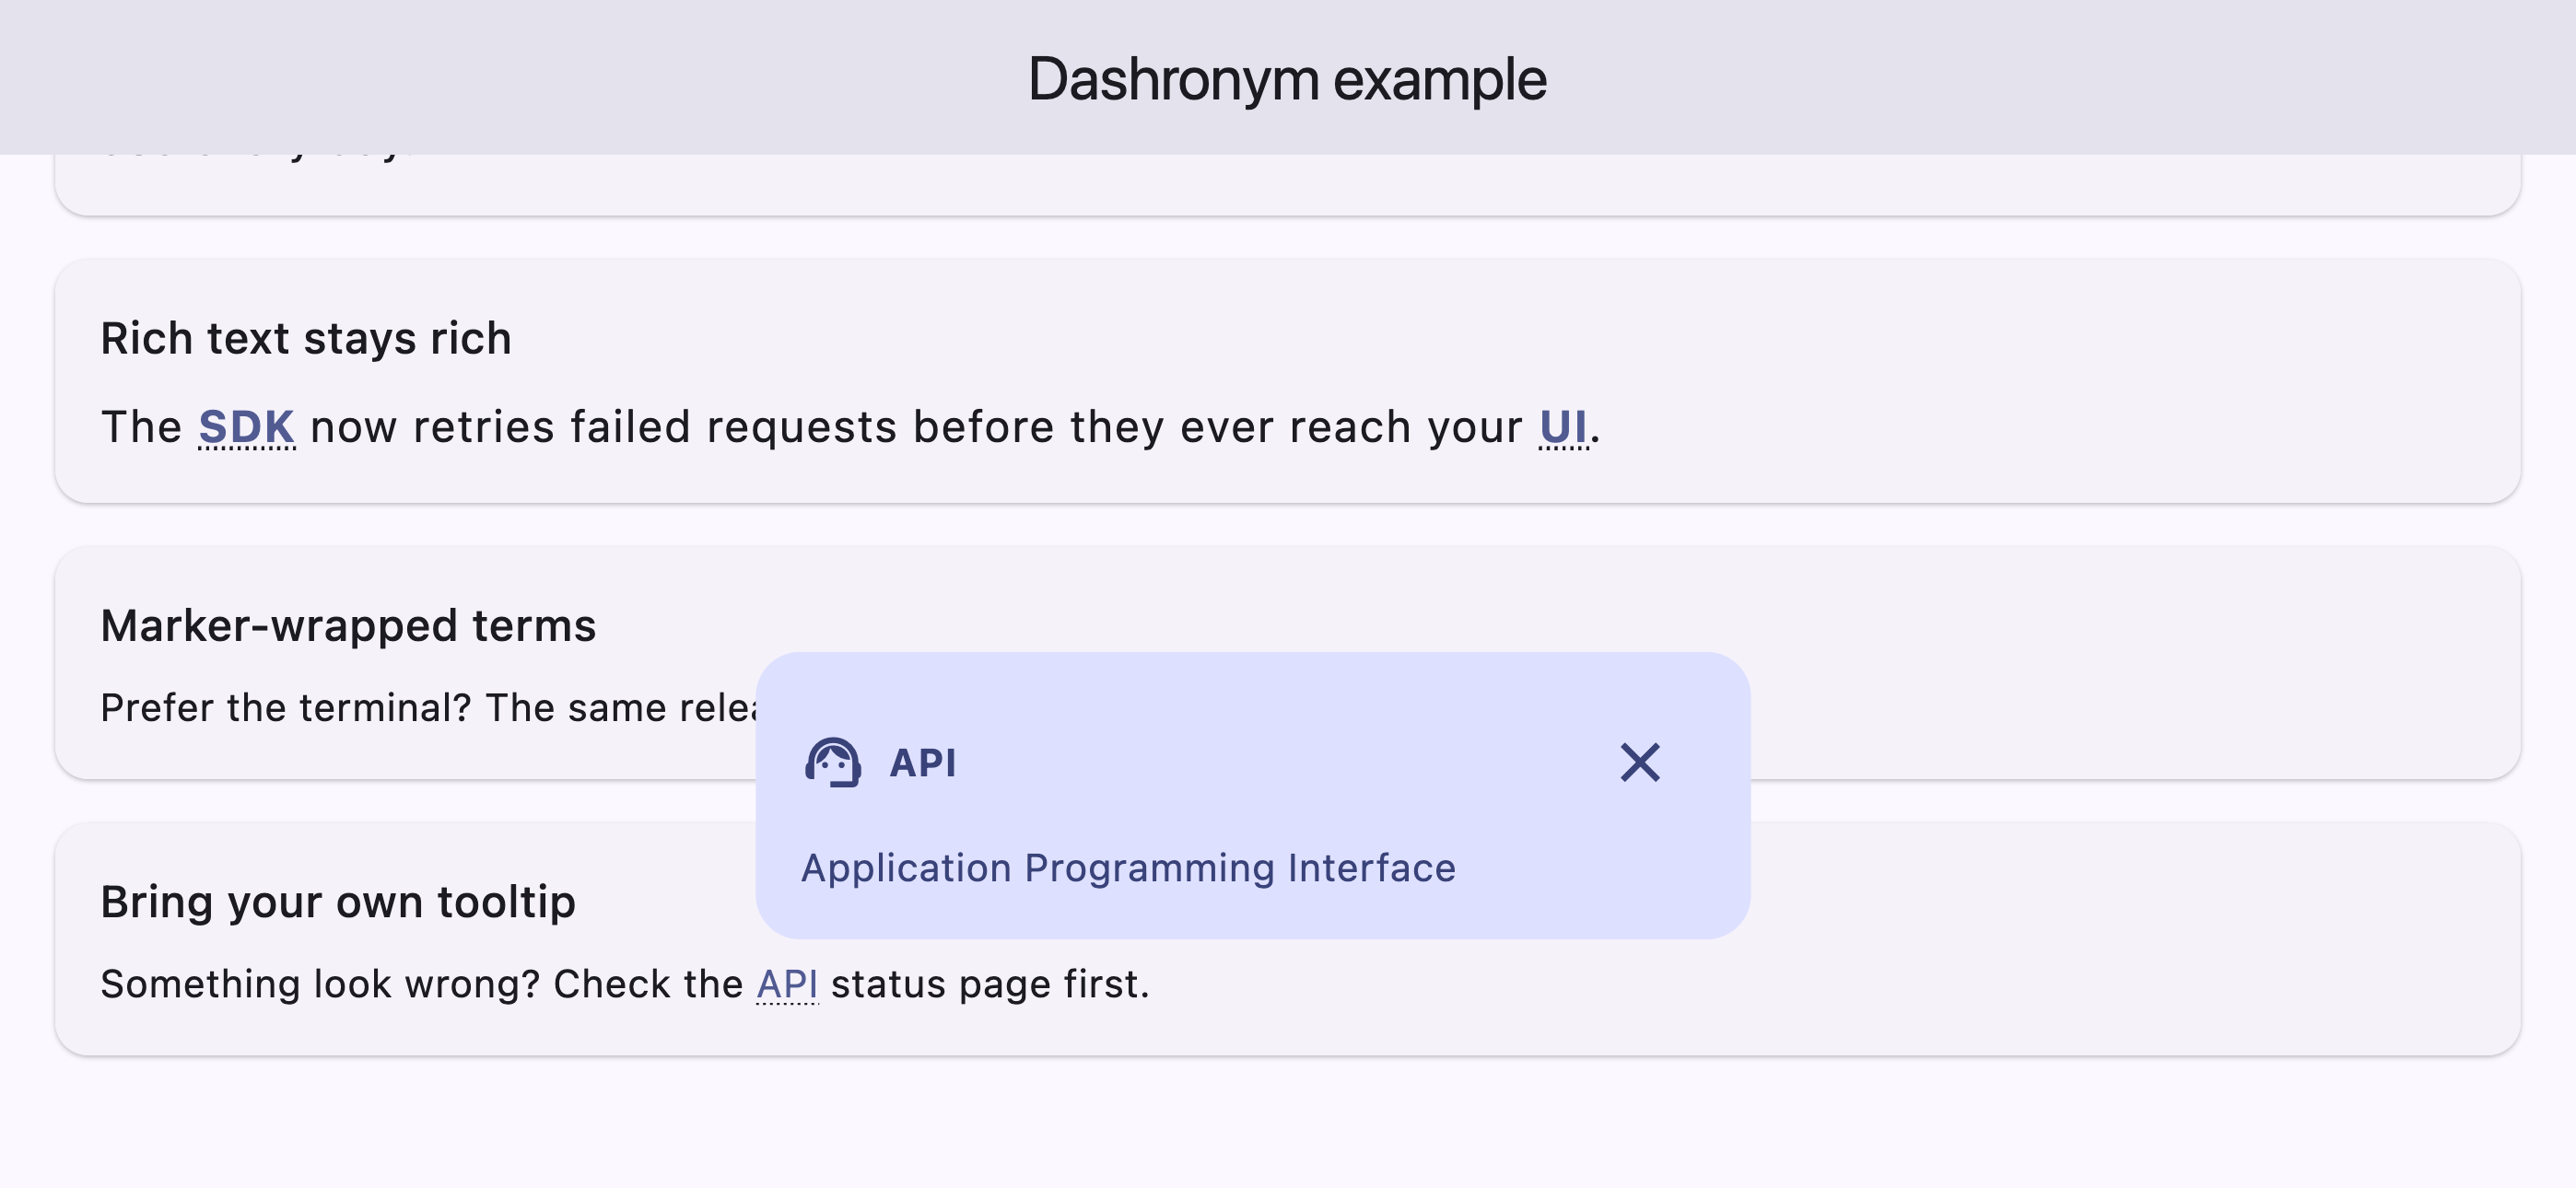 Dashronym example
Rich text stays rich
The SDK now retries failed requests before they ever reach your UI.
Marker-wrapped terms
Prefer the terminal? The same
API
Application Programming Interface
Bring your own tooltip
Something look wrong? Check the API status page first.